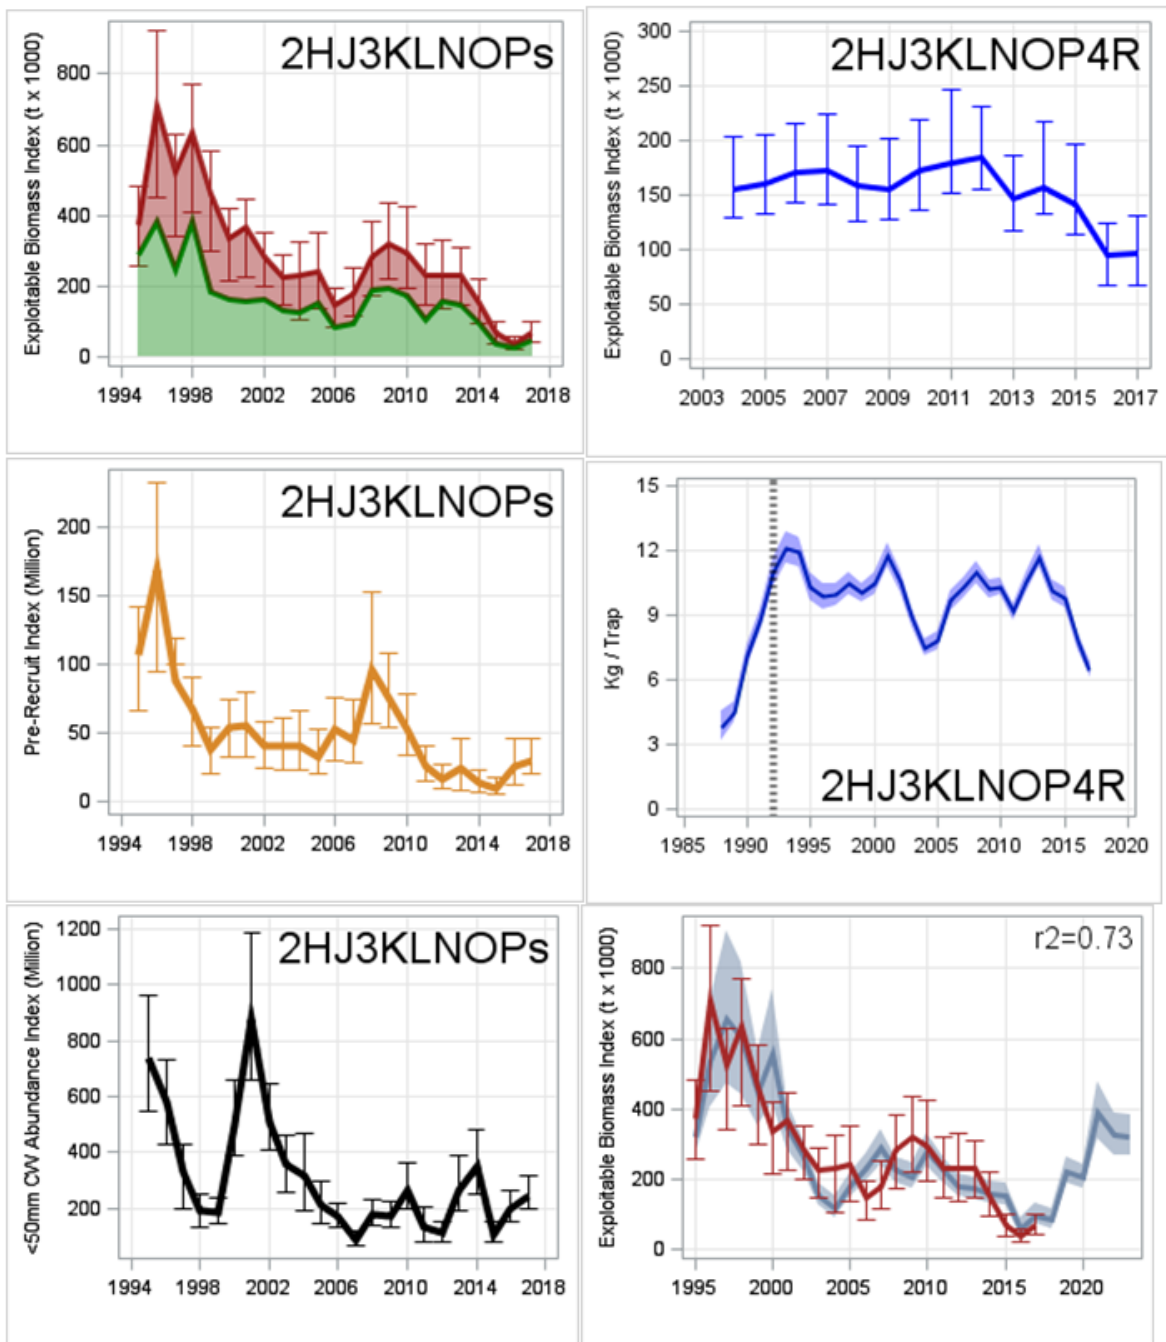 2HJ3KLNOPs
Exploitable Biomass Index (t x 1000)
800
600
400
200
0
1994 1998 2002 2006 2010 2014 2018
2HJ3KLNOP4R
Exploitable Biomass Index (t x 1000)
300
250
200
150
100
50
0
2003 2005 2007 2009 2011 2013 2015 2017
2HJ3KLNOPs
Pre-Recruit Index (Million)
200
150
100
50
0
1994 1998 2002 2006 2010 2014 2018
Kg / Trap
15
12
9
6
3
0
2HJ3KLNOP4R
1985 1990 1995 2000 2005 2010 2015 2020
2HJ3KLNOPs
<50mm CW Abundance Index (Million)
1200
1000
800
600
400
200
1994 1998 2002 2006 2010 2014 2018
r2=0.73
Exploitable Biomass Index (t x 1000)
800
600
400
200
0
1995 2000 2005 2010 2015 2020